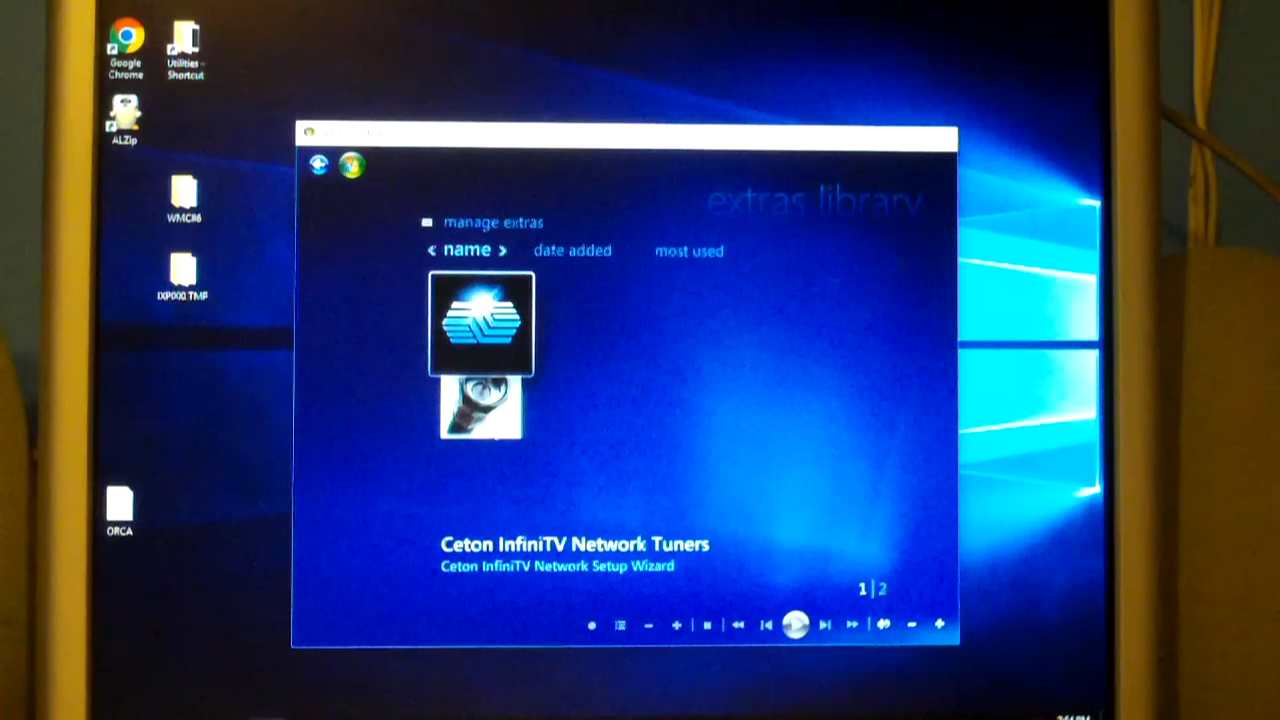 Google
Chrome
Utilities -
Shortcut
ALZip
WMC86
IXP000.TMP
ORCA
extras library
manage extras
< name >
date added
most used
Ceton InfiniTV Network Tuners
Ceton InfiniTV Network Setup Wizard
1|2